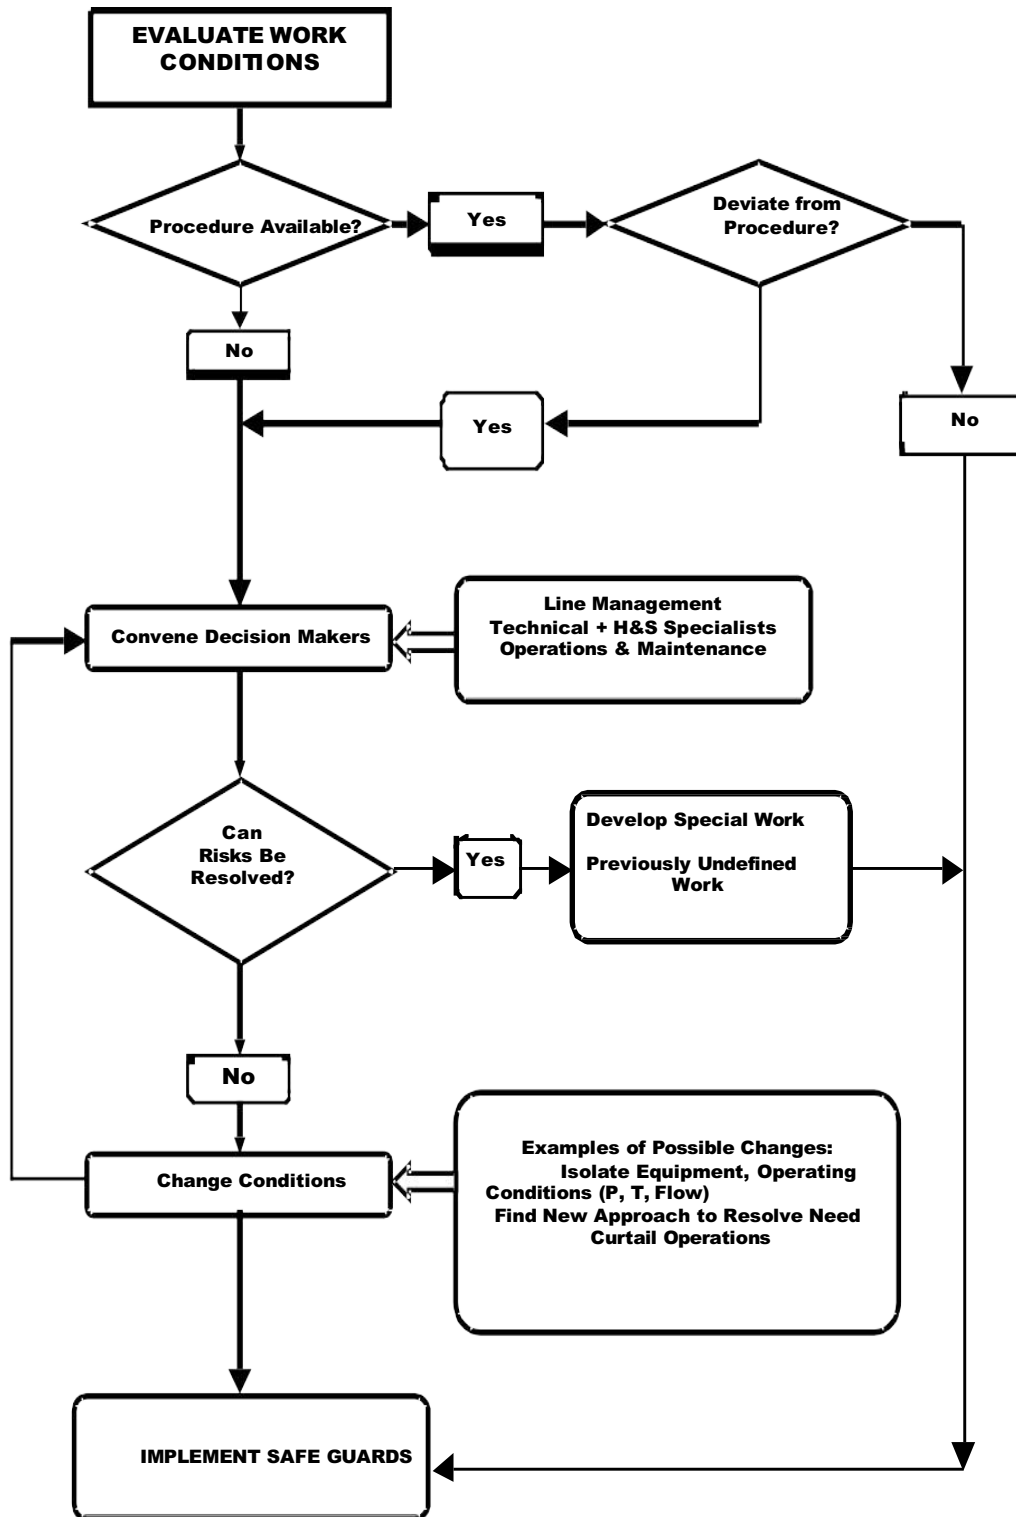 EVALUATE WORK
CONDITIONS
Procedure Available?
Yes
Deviate from
Procedure?
No
Yes
No
Convene Decision Makers
Line Management
Technical + H&S Specialists
Operations & Maintenance
Can
Risks Be
Resolved?
Yes
Develop Special Work
Previously Undefined
Work
No
Change Conditions
Examples of Possible Changes:
Isolate Equipment, Operating
Conditions (P, T, Flow)
Find New Approach to Resolve Need
Curtail Operations
IMPLEMENT SAFE GUARDS